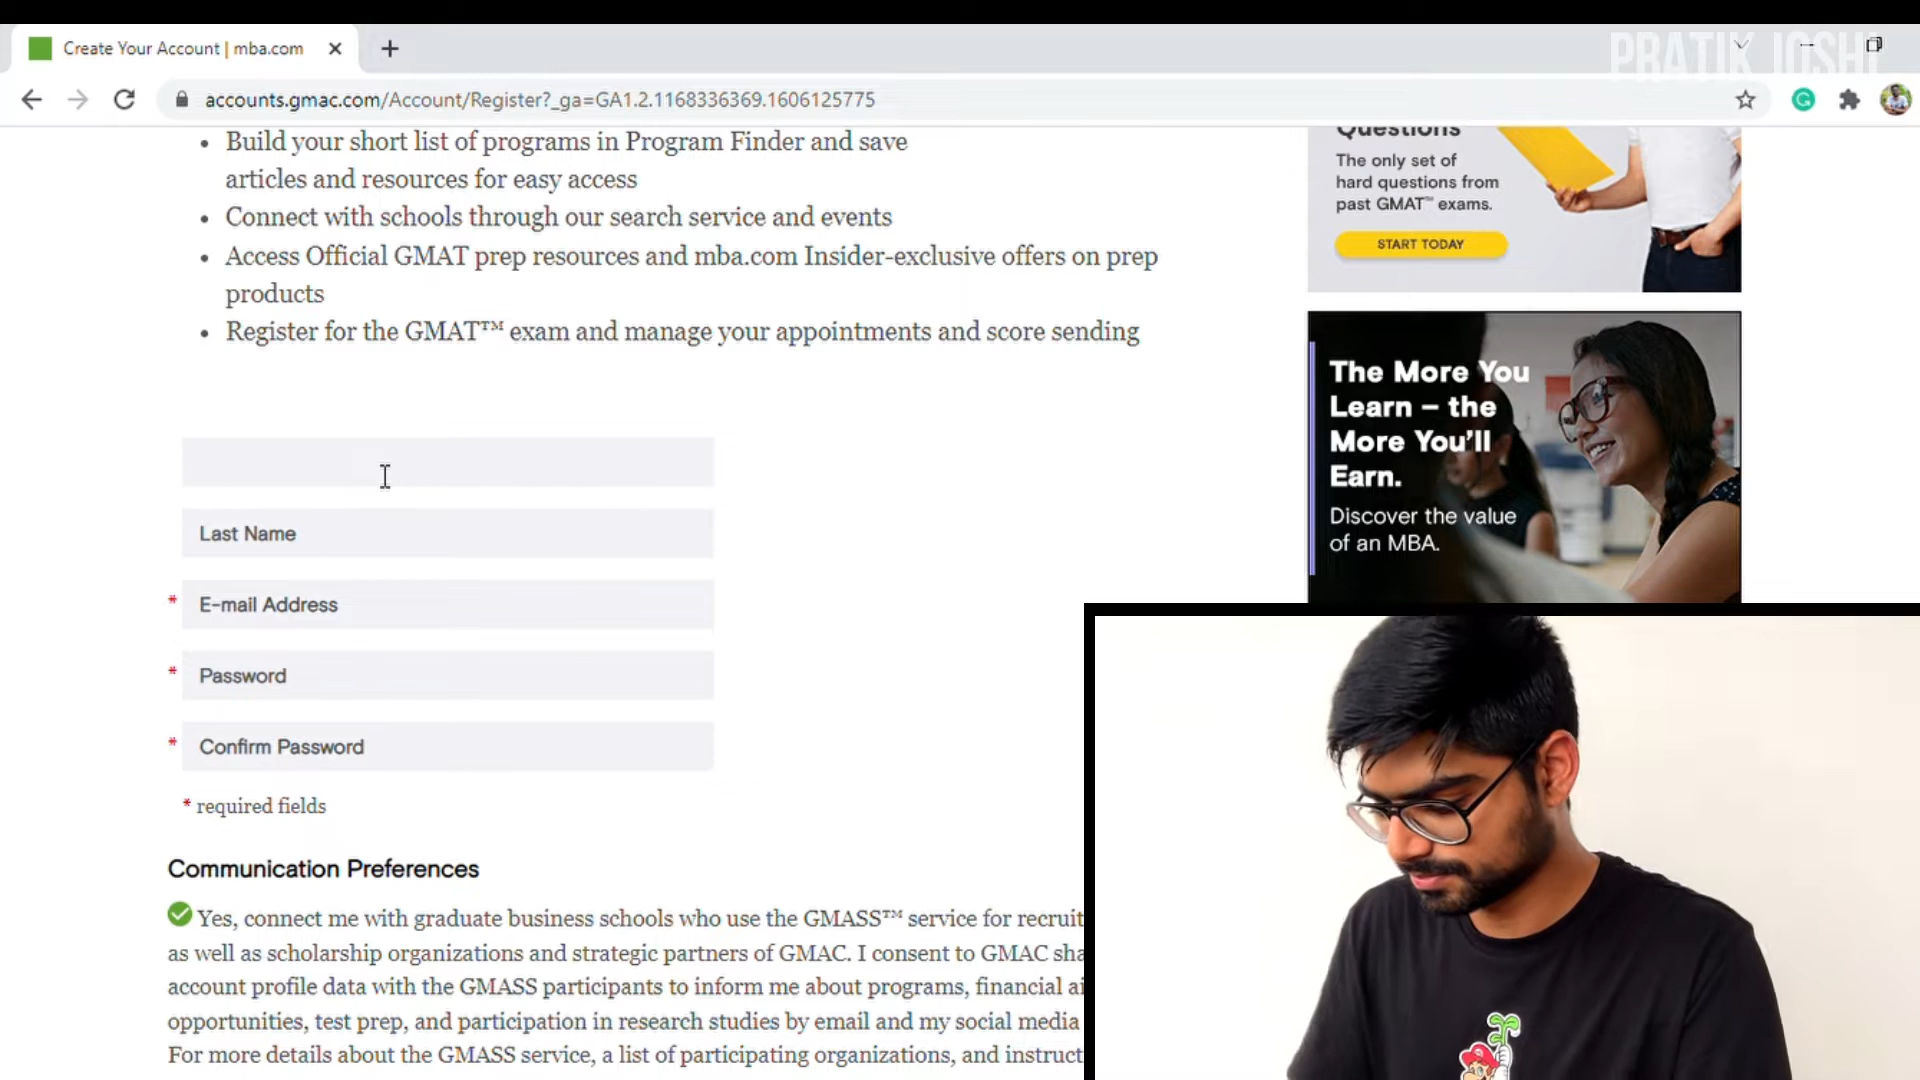 PRATIK JOSHI
Create Your Account | mba.com
accounts.gmac.com/Account/Register?_ga=GA1.2.1168336369.1606125775
• Build your short list of programs in Program Finder and save
articles and resources for easy access
• Connect with schools through our search service and events
• Access Official GMAT prep resources and mba.com Insider-exclusive offers on prep
products
• Register for the GMAT™ exam and manage your appointments and score sending
Last Name
* E-mail Address
* Password
* Confirm Password
* required fields
Communication Preferences
Yes, connect me with graduate business schools who use the GMASS™ service for recruit
as well as scholarship organizations and strategic partners of GMAC. I consent to GMAC sha
account profile data with the GMASS participants to inform me about programs, financial ai
opportunities, test prep, and participation in research studies by email and my social media
For more details about the GMASS service, a list of participating organizations, and instruct
Questions
The only set of
hard questions from
past GMAT™ exams.
START TODAY
The More You
Learn – the
More You'll
Earn.
Discover the value
of an MBA.